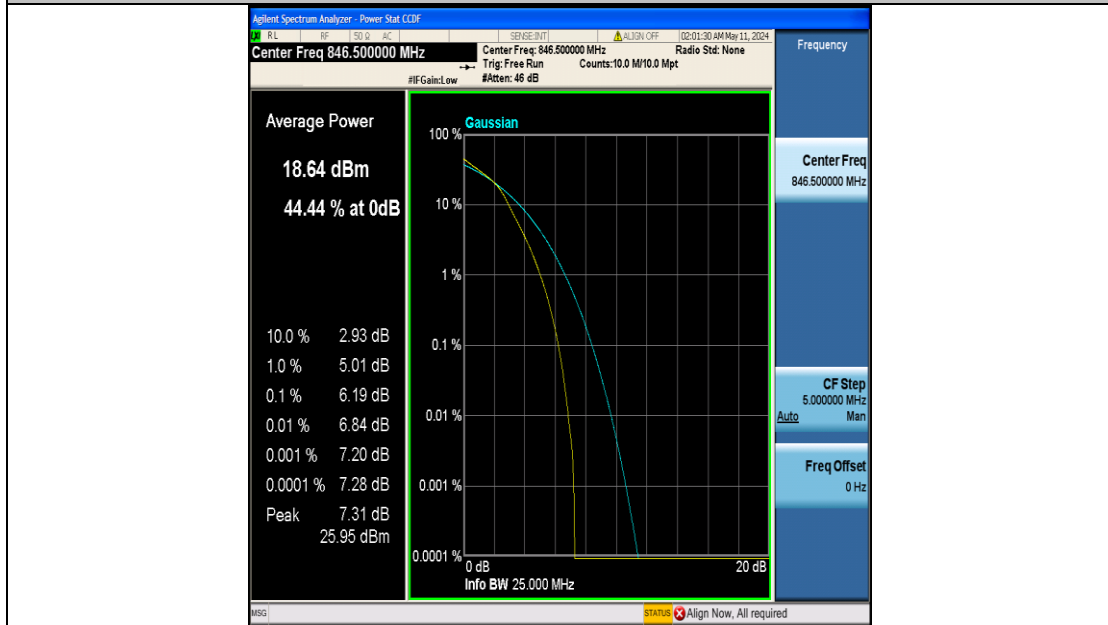 Agilent Spectrum Analyzer - Power Stat CCDF
RL RF 50 Ω AC SENSE:INT ALIGN OFF 02:01:30 AM May 11, 2024
Center Freq 846.500000 MHz
Center Freq: 846.500000 MHz Radio Std: None
Trig: Free Run Counts:10.0 M/10.0 Mpt
#IFGain:Low #Atten: 46 dB
Frequency
Average Power
18.64 dBm
44.44 % at 0dB
10.0 % 2.93 dB
1.0 % 5.01 dB
0.1 % 6.19 dB
0.01 % 6.84 dB
0.001 % 7.20 dB
0.0001 % 7.28 dB
Peak 7.31 dB
25.95 dBm
Gaussian
100 %
10 %
1 %
0.1 %
0.01 %
0.001 %
0.0001 %
0 dB 20 dB
Info BW 25.000 MHz
Center Freq
846.500000 MHz
CF Step
5.000000 MHz
Auto Man
Freq Offset
0 Hz
MSG STATUS Align Now, All required